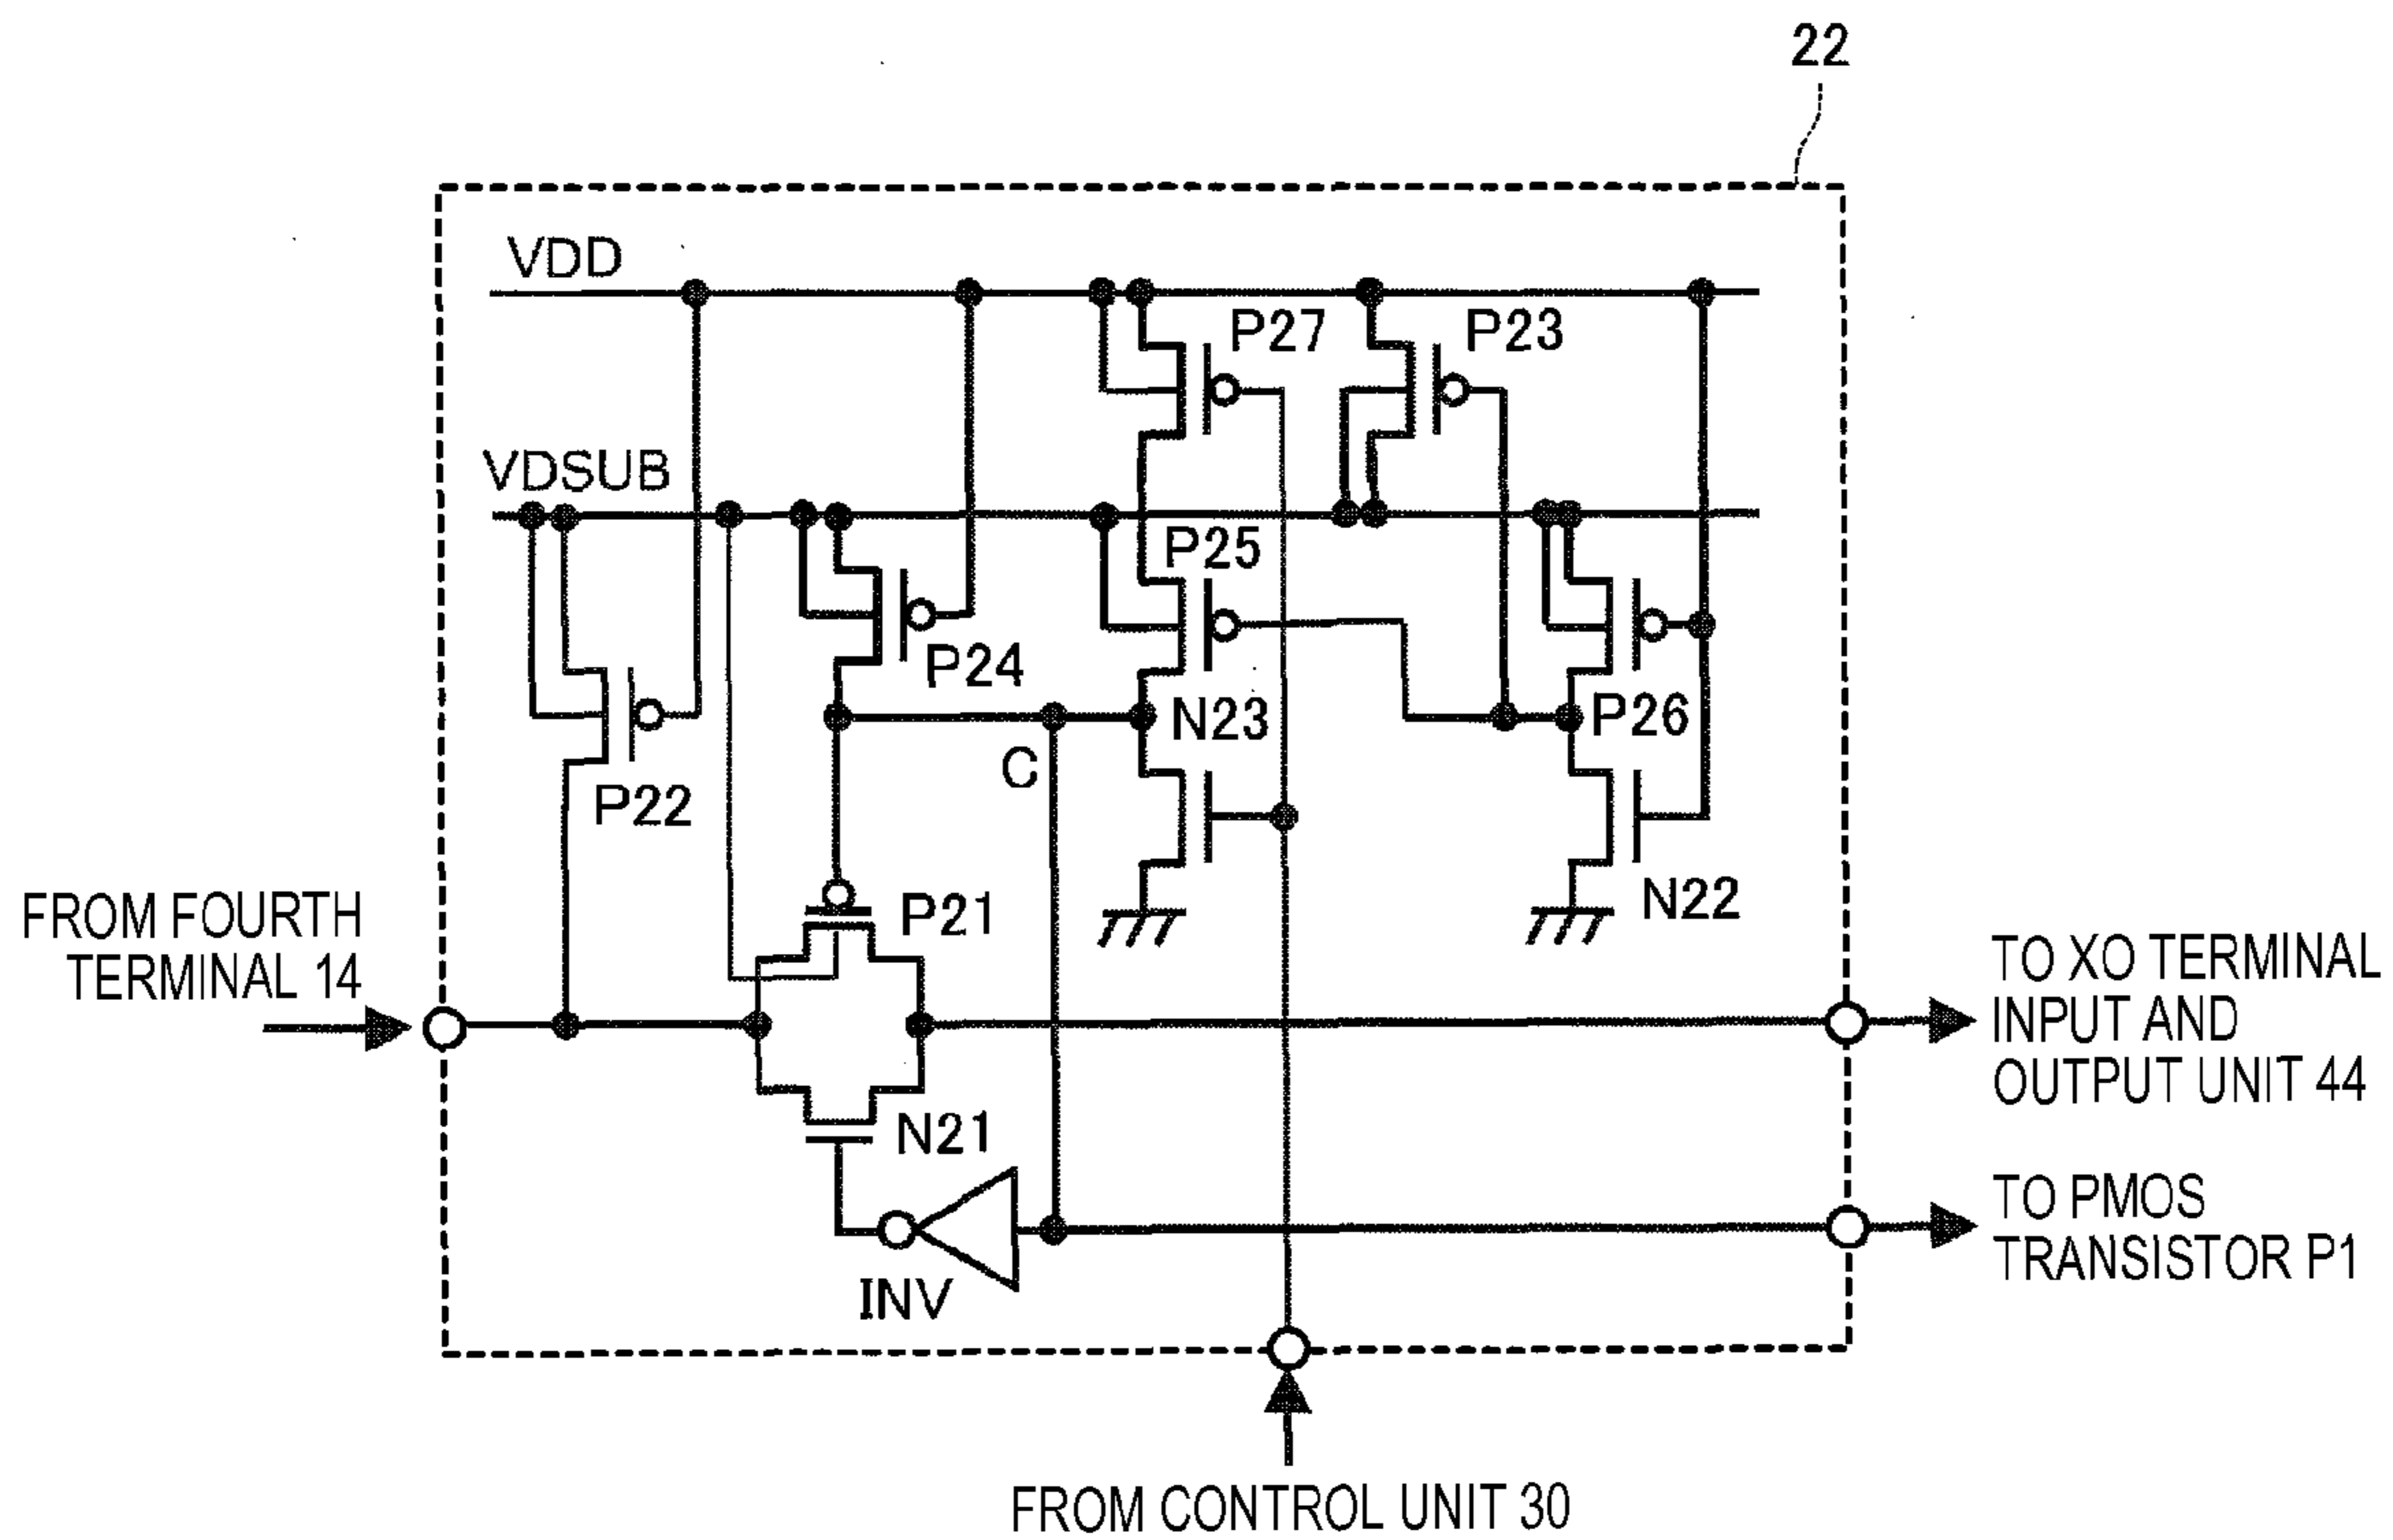 22
VDD
P27
P23
VDSUB
P25
P24
N23
P26
C
P22
P21
N22
FROM FOURTH
TERMINAL 14
TO XO TERMINAL
INPUT AND
OUTPUT UNIT 44
N21
INV
TO PMOS
TRANSISTOR P1
FROM CONTROL UNIT 30